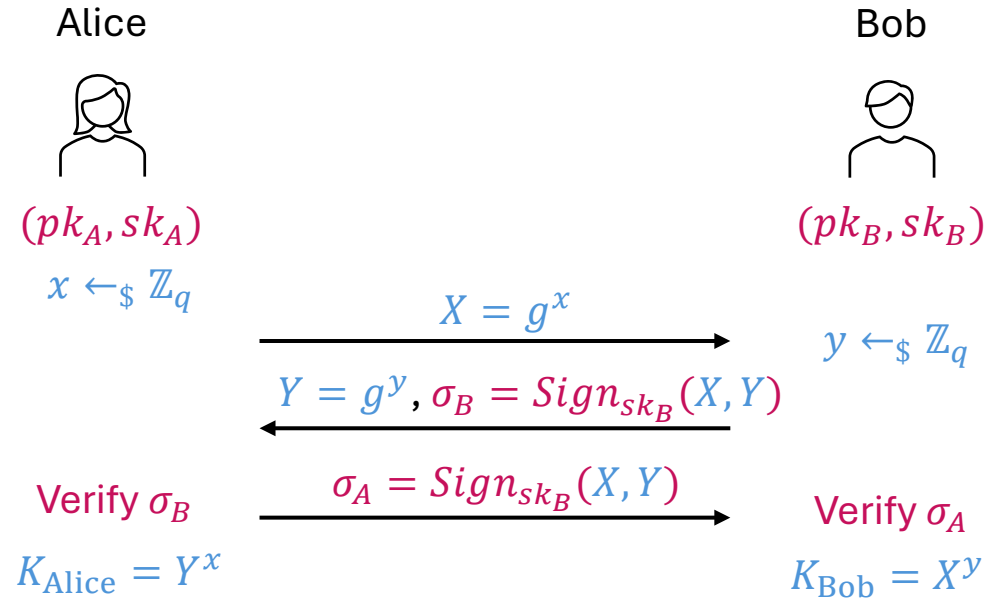 Alice
Bob
(pk_A, sk_A)
(pk_B, sk_B)
x ←_$ ℤ_q
X = g^x
y ←_$ ℤ_q
Y = g^y, σ_B = Sign_{sk_B}(X, Y)
σ_A = Sign_{sk_B}(X, Y)
Verify σ_B
Verify σ_A
K_Alice = Y^x
K_Bob = X^y